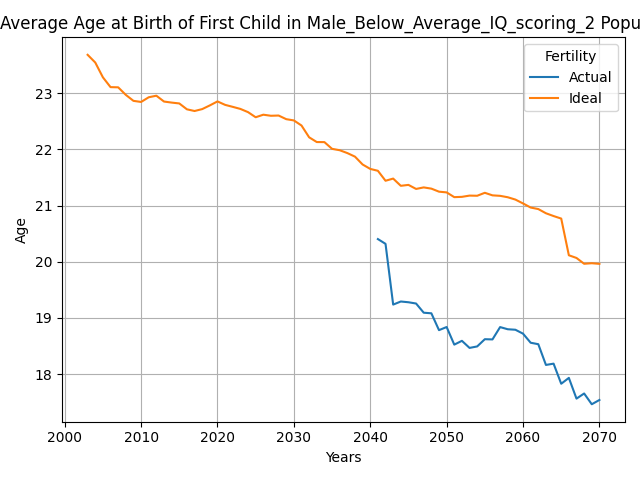 Average Age at Birth of First Child in Male_Below_Average_IQ_scoring_2 Popu
Fertility
Actual
Ideal
23
22
21
20
19
18
Age
2000 2010 2020 2030 2040 2050 2060 2070
Years